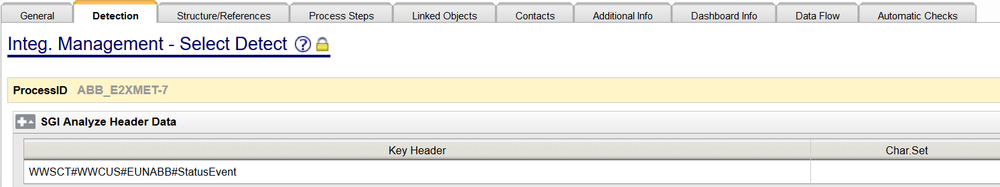 General Detection Structure/References Process Steps Linked Objects Contacts Additional Info Dashboard Info Data Flow Automatic Checks
Integ. Management - Select Detect ?
ProcessID ABB_E2XMET-7
SGI Analyze Header Data
Key Header Char.Set
WWSCT#WWCUS#EUNABB#StatusEvent